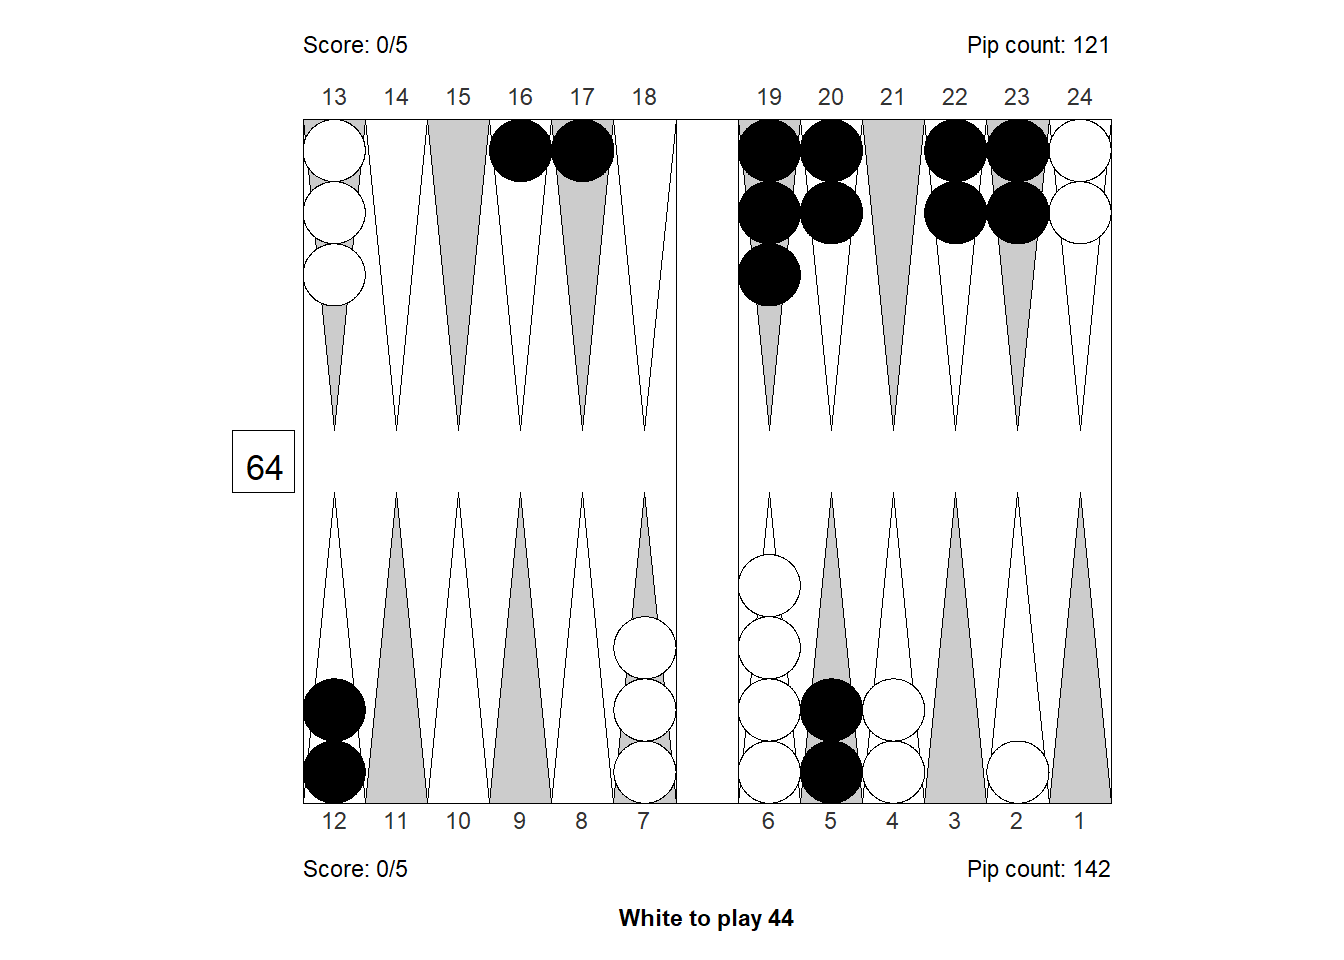 Score: 0/5 Pip count: 121
13 14 15 16 17 18 19 20 21 22 23 24
64
12 11 10 9 8 7 6 5 4 3 2 1
Score: 0/5 Pip count: 142
White to play 44